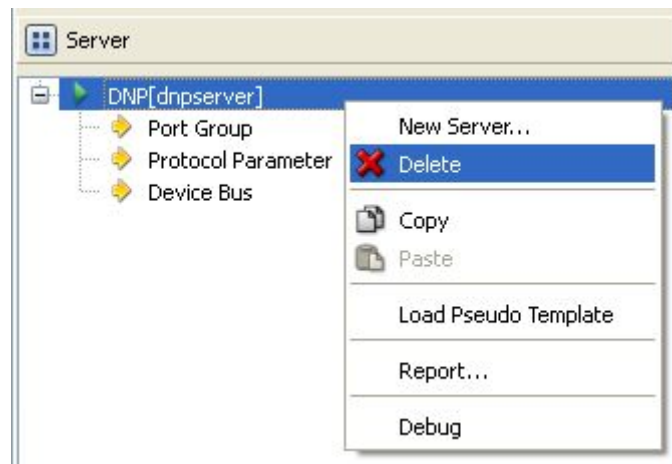 Server
DNP[dnpserver]
Port Group
Protocol Parameter
Device Bus
New Server...
Delete
Copy
Paste
Load Pseudo Template
Report...
Debug